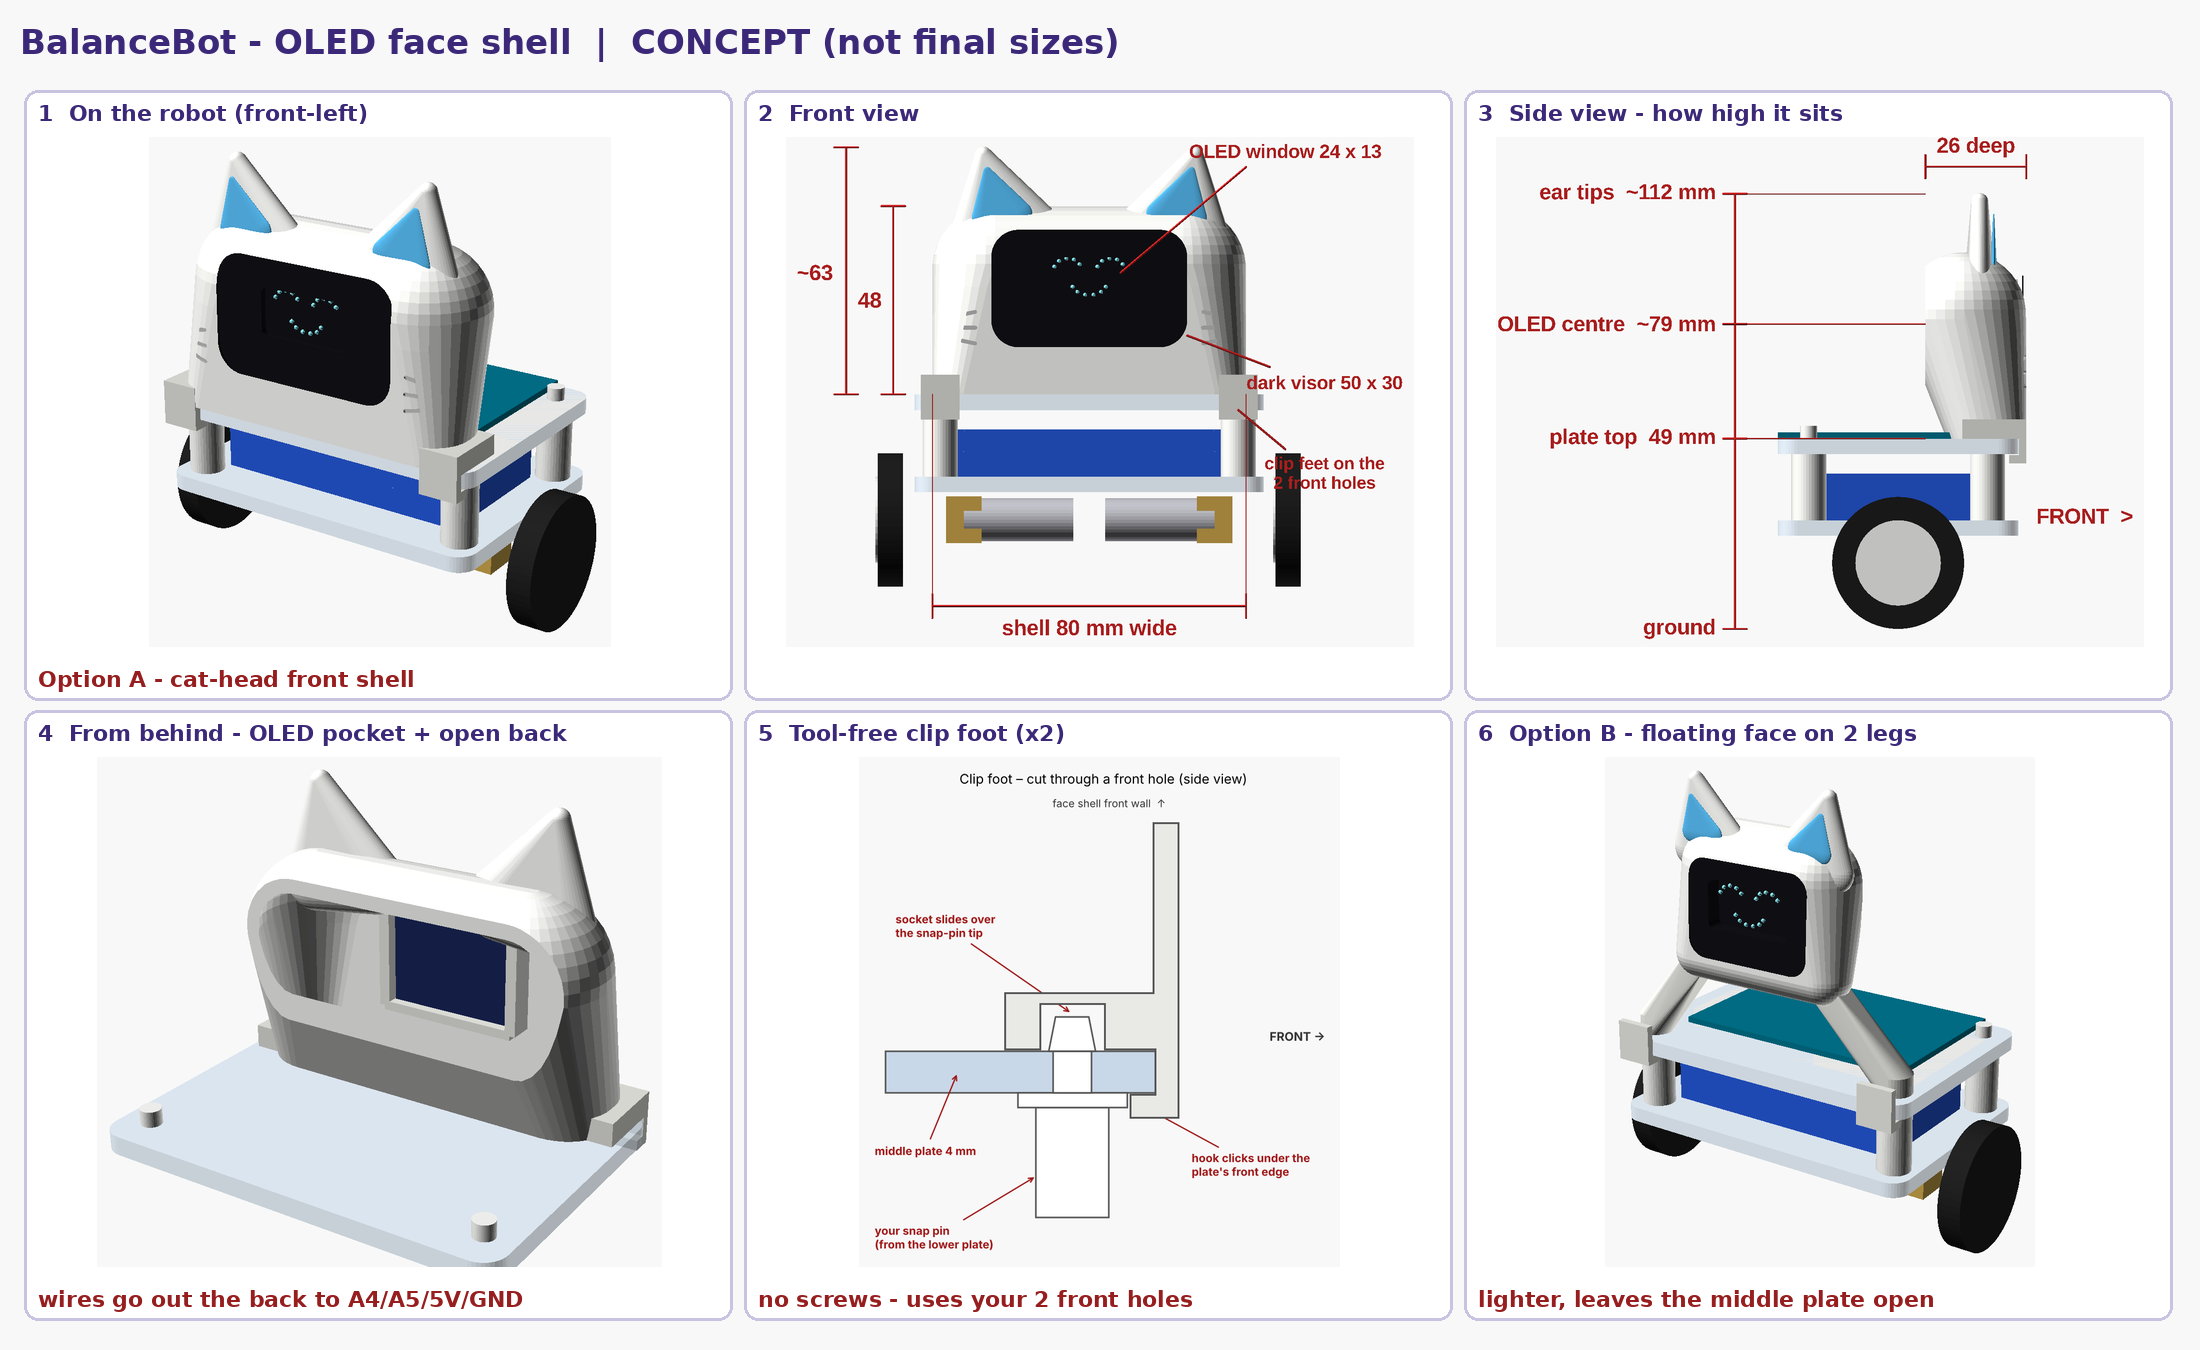 BalanceBot - OLED face shell | CONCEPT (not final sizes)
1 On the robot (front-left)
Option A - cat-head front shell
2 Front view
OLED window 24 x 13
~63
48
dark visor 50 x 30
clip feet on the
2 front holes
shell 80 mm wide
3 Side view - how high it sits
26 deep
ear tips ~112 mm
OLED centre ~79 mm
plate top 49 mm
FRONT >
ground
4 From behind - OLED pocket + open back
wires go out the back to A4/A5/5V/GND
5 Tool-free clip foot (x2)
Clip foot – cut through a front hole (side view)
face shell front wall ↑
socket slides over
the snap-pin tip
FRONT →
middle plate 4 mm
hook clicks under the
plate's front edge
your snap pin
(from the lower plate)
no screws - uses your 2 front holes
6 Option B - floating face on 2 legs
lighter, leaves the middle plate open